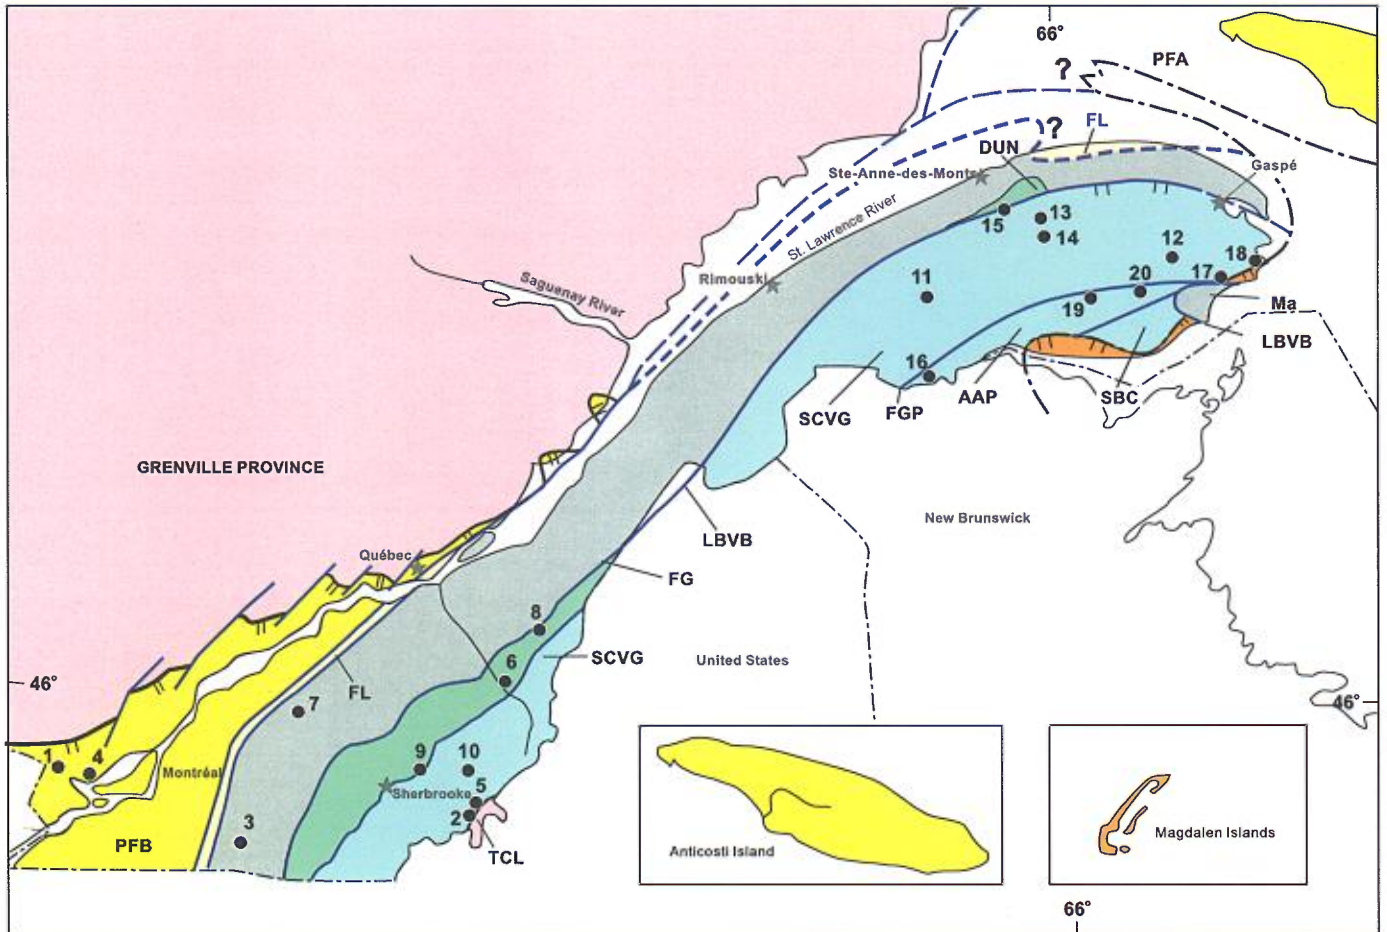 66°
PFA
?
?
FL
DUN
Gaspé
Ste-Anne-des-Monts
St. Lawrence River
15
13
14
12
18
17
20
19
11
Rimouski
Saguenay River
Ma
LBVB
16
SCVG
FGP
AAP
SBC
GRENVILLE PROVINCE
New Brunswick
LBVB
Québec
FG
8
SCVG
6
United States
46°
FL
7
46°
1
4
Montréal
9
10
Sherbrooke
5
2
3
PFB
TCL
Anticosti Island
Magdalen Islands
66°